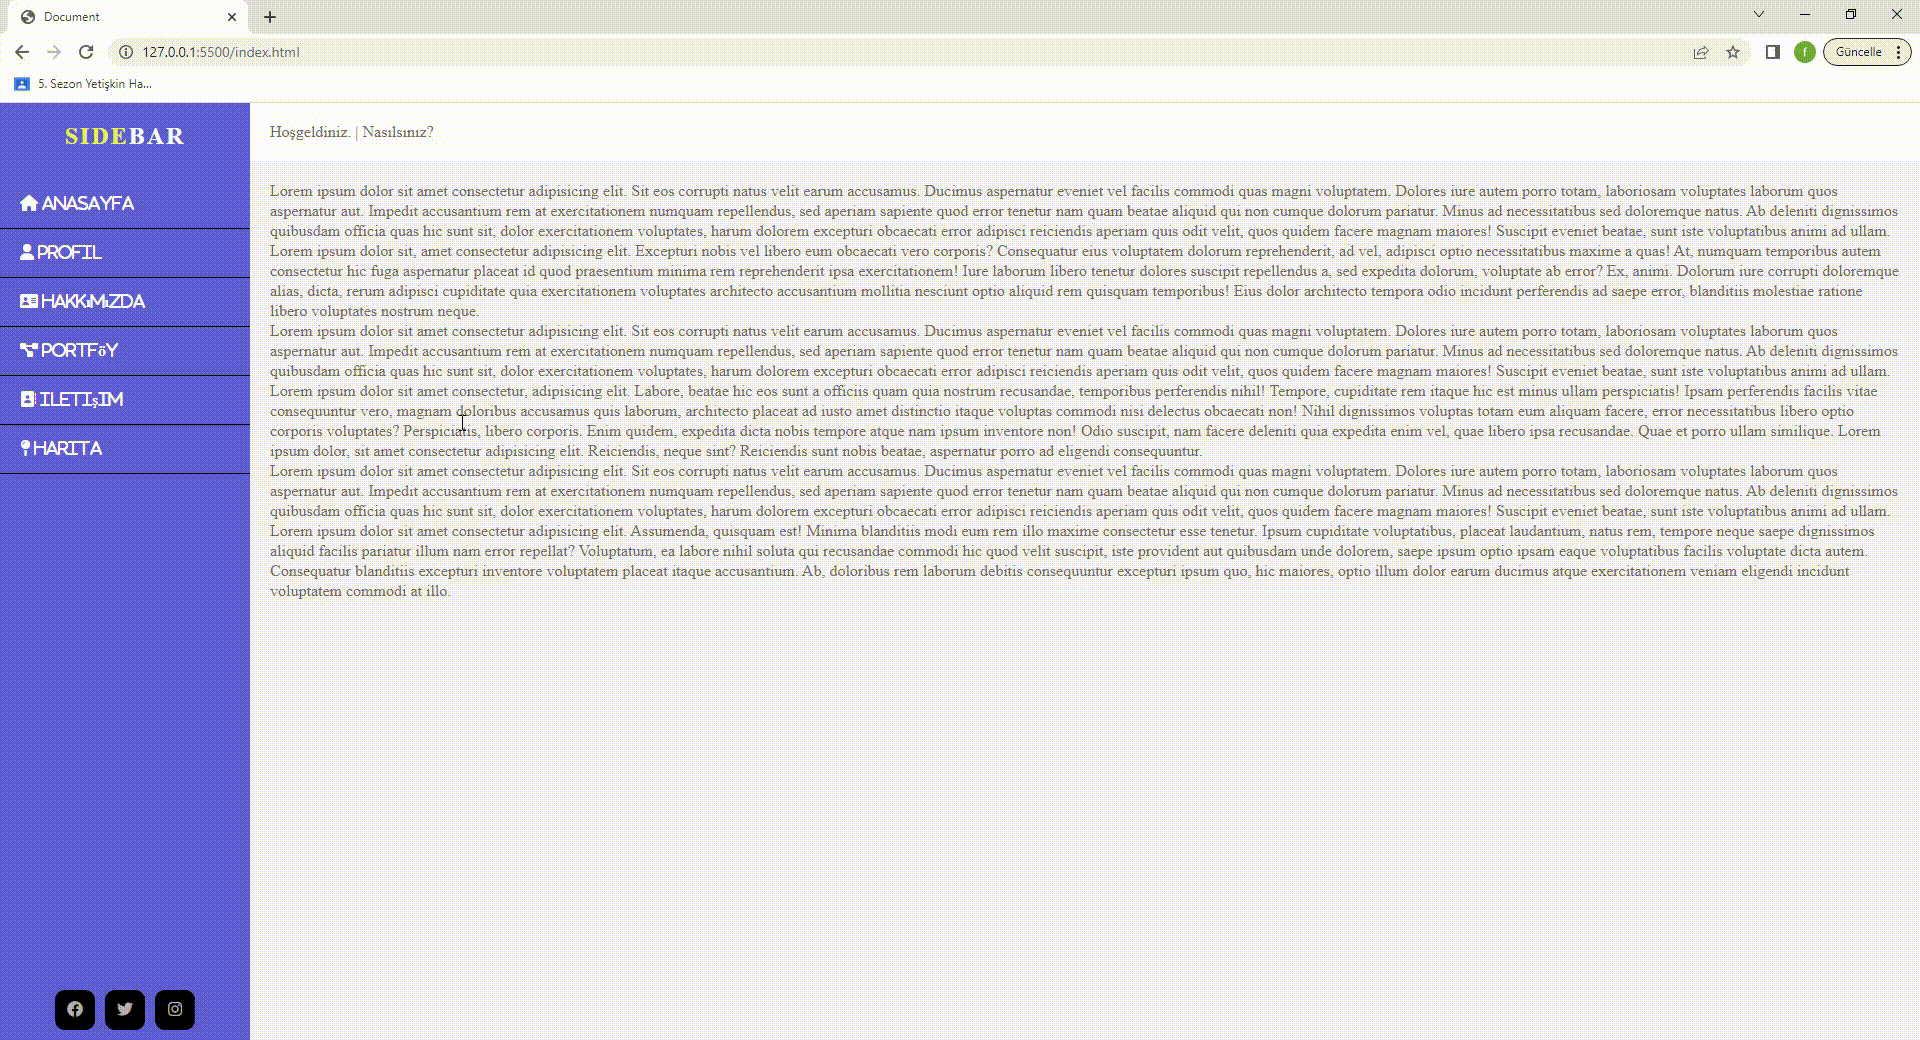 Document
127.0.0.1:5500/index.html
Güncelle
f
5. Sezon Yetişkin Ha...
SIDEBAR
ANASAYFA
PROFIL
HAKKıMıZDA
PORTFöY
ILETIşIM
HARITA
Hoşgeldiniz. | Nasılsınız?
Lorem ipsum dolor sit amet consectetur adipisicing elit. Sit eos corrupti natus velit earum accusamus. Ducimus aspernatur eveniet vel facilis commodi quas magni voluptatem. Dolores iure autem porro totam, laboriosam voluptates laborum quos
aspernatur aut. Impedit accusantium rem at exercitationem numquam repellendus, sed aperiam sapiente quod error tenetur nam quam beatae aliquid qui non cumque dolorum pariatur. Minus ad necessitatibus sed doloremque natus. Ab deleniti dignissimos
quibusdam officia quas hic sunt sit, dolor exercitationem voluptates, harum dolorem excepturi obcaecati error adipisci reiciendis aperiam quis odit velit, quos quidem facere magnam maiores! Suscipit eveniet beatae, sunt iste voluptatibus animi ad ullam.
Lorem ipsum dolor sit, amet consectetur adipisicing elit. Excepturi nobis vel libero eum obcaecati vero corporis? Consequatur eius voluptatem dolorum reprehenderit, ad vel, adipisci optio necessitatibus maxime a quas! At, numquam temporibus autem
consectetur hic fuga aspernatur placeat id quod praesentium minima rem reprehenderit ipsa exercitationem! Iure laborum libero tenetur dolores suscipit repellendus a, sed expedita dolorum, voluptate ab error? Ex, animi. Dolorum iure corrupti doloremque
alias, dicta, rerum adipisci cupiditate quia exercitationem voluptates architecto accusantium mollitia nesciunt optio aliquid rem quisquam temporibus! Eius dolor architecto tempora odio incidunt perferendis ad saepe error, blanditiis molestiae ratione
libero voluptates nostrum neque.
Lorem ipsum dolor sit amet consectetur adipisicing elit. Sit eos corrupti natus velit earum accusamus. Ducimus aspernatur eveniet vel facilis commodi quas magni voluptatem. Dolores iure autem porro totam, laboriosam voluptates laborum quos
aspernatur aut. Impedit accusantium rem at exercitationem numquam repellendus, sed aperiam sapiente quod error tenetur nam quam beatae aliquid qui non cumque dolorum pariatur. Minus ad necessitatibus sed doloremque natus. Ab deleniti dignissimos
quibusdam officia quas hic sunt sit, dolor exercitationem voluptates, harum dolorem excepturi obcaecati error adipisci reiciendis aperiam quis odit velit, quos quidem facere magnam maiores! Suscipit eveniet beatae, sunt iste voluptatibus animi ad ullam.
Lorem ipsum dolor sit amet consectetur, adipisicing elit. Labore, beatae hic eos sunt a officiis quam quia nostrum recusandae, temporibus perferendis nihil! Tempore, cupiditate rem itaque hic est minus ullam perspiciatis! Ipsam perferendis facilis vitae
consequuntur vero, magnam doloribus accusamus quis laborum, architecto placeat ad iusto amet distinctio itaque voluptas commodi nisi delectus obcaecati non! Nihil dignissimos voluptas totam eum aliquam facere, error necessitatibus libero optio
corporis voluptates? Perspiciatis, libero corporis. Enim quidem, expedita dicta nobis tempore atque nam ipsum inventore non! Odio suscipit, nam facere deleniti quia expedita enim vel, quae libero ipsa recusandae. Quae et porro ullam similique. Lorem
ipsum dolor, sit amet consectetur adipisicing elit. Reiciendis, neque sint? Reiciendis sunt nobis beatae, aspernatur porro ad eligendi consequuntur.
Lorem ipsum dolor sit amet consectetur adipisicing elit. Sit eos corrupti natus velit earum accusamus. Ducimus aspernatur eveniet vel facilis commodi quas magni voluptatem. Dolores iure autem porro totam, laboriosam voluptates laborum quos
aspernatur aut. Impedit accusantium rem at exercitationem numquam repellendus, sed aperiam sapiente quod error tenetur nam quam beatae aliquid qui non cumque dolorum pariatur. Minus ad necessitatibus sed doloremque natus. Ab deleniti dignissimos
quibusdam officia quas hic sunt sit, dolor exercitationem voluptates, harum dolorem excepturi obcaecati error adipisci reiciendis aperiam quis odit velit, quos quidem facere magnam maiores! Suscipit eveniet beatae, sunt iste voluptatibus animi ad ullam.
Lorem ipsum dolor sit amet consectetur adipisicing elit. Assumenda, quisquam est! Minima blanditiis modi eum rem illo maxime consectetur esse tenetur. Ipsum cupiditate voluptatibus, placeat laudantium, natus rem, tempore neque saepe dignissimos
aliquid facilis pariatur illum nam error repellat? Voluptatum, ea labore nihil soluta qui recusandae commodi hic quod velit suscipit, iste provident aut quibusdam unde dolorem, saepe ipsum optio ipsam eaque voluptatibus facilis voluptate dicta autem.
Consequatur blanditiis excepturi inventore voluptatem placeat itaque accusantium. Ab, doloribus rem laborum debitis consequuntur excepturi ipsum quo, hic maiores, optio illum dolor earum ducimus atque exercitationem veniam eligendi incidunt
voluptatem commodi at illo.